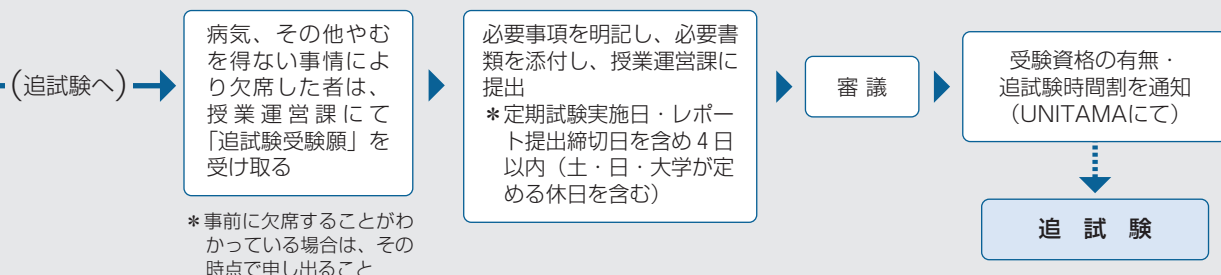 (追試験へ)
病気、その他やむ
を得ない事情によ
り欠席した者は、
授業運営課にて
「追試験受験願」を
受け取る
＊事前に欠席することがわ
かっている場合は、その
時点で申し出ること
必要事項を明記し、必要書
類を添付し、授業運営課に
提出
＊定期試験実施日・レポー
ト提出締切日を含め4日
以内（土・日・大学が定
める休日を含む）
審議
受験資格の有無・
追試験時間割を通知
（UNITAMAにて）
追試験